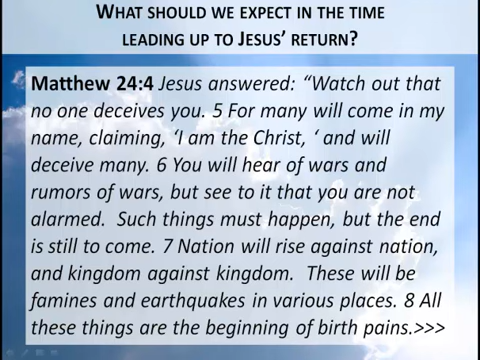 WHAT SHOULD WE EXPECT IN THE TIME
LEADING UP TO JESUS’ RETURN?
Matthew 24:4 Jesus answered: “Watch out that
no one deceives you. 5 For many will come in my
name, claiming, ‘I am the Christ, ‘ and will
deceive many. 6 You will hear of wars and
rumors of wars, but see to it that you are not
alarmed.  Such things must happen, but the end
is still to come. 7 Nation will rise against nation,
and kingdom against kingdom.  These will be
famines and earthquakes in various places. 8 All
these things are the beginning of birth pains.>>>